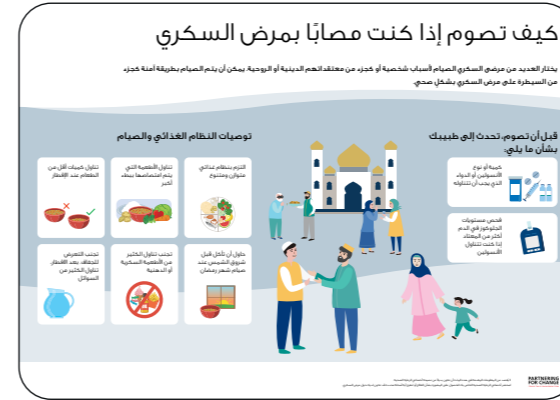 كيف تصوم إذا كنت مصابًا بمرض السكري
يختار العديد من مرضى السكري الصيام لأسباب شخصية أو كجزء من معتقداتهم الدينية أو الروحية. يمكن أن يتم الصيام بطريقة آمنة كجزء
من السيطرة على مرض السكري بشكل صحي.
قبل أن تصوم، تحدث إلى طبيبك
بشأن ما يلي:
كمية أو نوع
الأنسولين أو الدواء
الذي يجب أن تتناوله
فحص مستويات
الجلوكوز في الدم
أكثر من المعتاد
إذا كنت تتناول
الأنسولين
توصيات النظام الغذائي والصيام
التزم بنظام غذائي
متوازن ومتنوع
تناول الأطعمة التي
يتم امتصاصها ببطء
أكبر
تناول كميات أقل من
الطعام عند الإفطار
حاول أن تأكل قبل
شروق الشمس عند
صيام شهر رمضان
تجنب تناول الكثير
من الأطعمة السكرية
أو الدهنية
تجنب التعرض
للجفاف بعد الإفطار
تناول الكثير من
السوائل
PARTNERING
FOR CHANGE